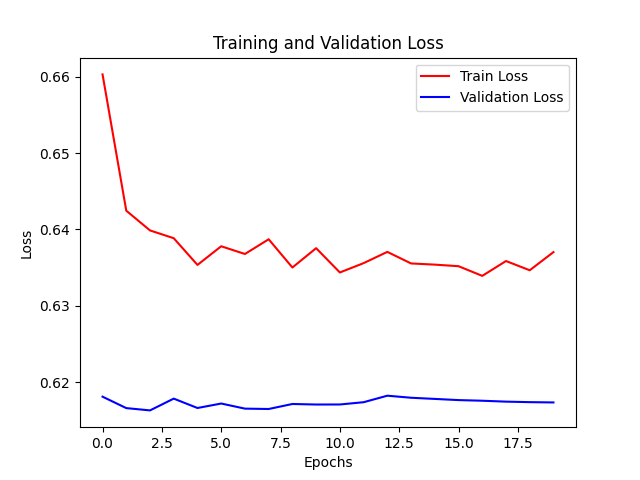 Training and Validation Loss
Train Loss
Validation Loss
0.66
0.65
0.64
0.63
0.62
Loss
0.0 2.5 5.0 7.5 10.0 12.5 15.0 17.5
Epochs